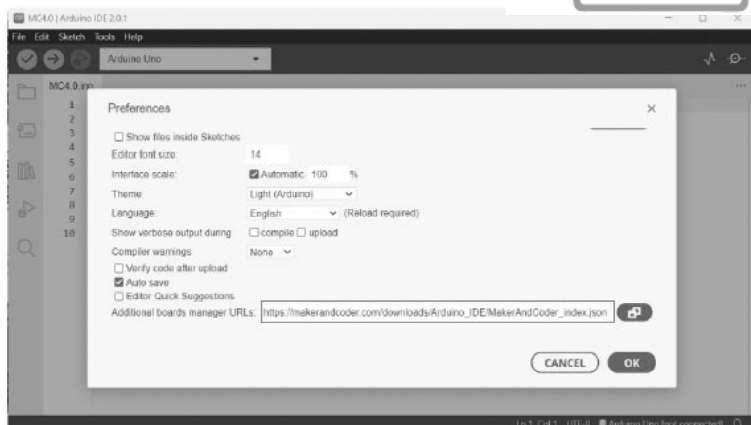 MC4.0 | Arduino IDE 2.0.1
File Edit Sketch Tools Help
Arduino Uno
MC4.0.ino
1
2
3
4
5
6
7
8
9
10
Preferences
Show files inside Sketches
Editor font size: 14
Interface scale: Automatic 100 %
Theme: Light (Arduino)
Language: English (Reload required)
Show verbose output during compile upload
Compiler warnings None
Verify code after upload
Auto save
Editor Quick Suggestions
Additional boards manager URLs: https://makerandcoder.com/downloads/Arduino_IDE/MakerAndCoder_index.json
CANCEL OK
Ln 1, Col 1 UTF-8 Arduino Uno [not connected]